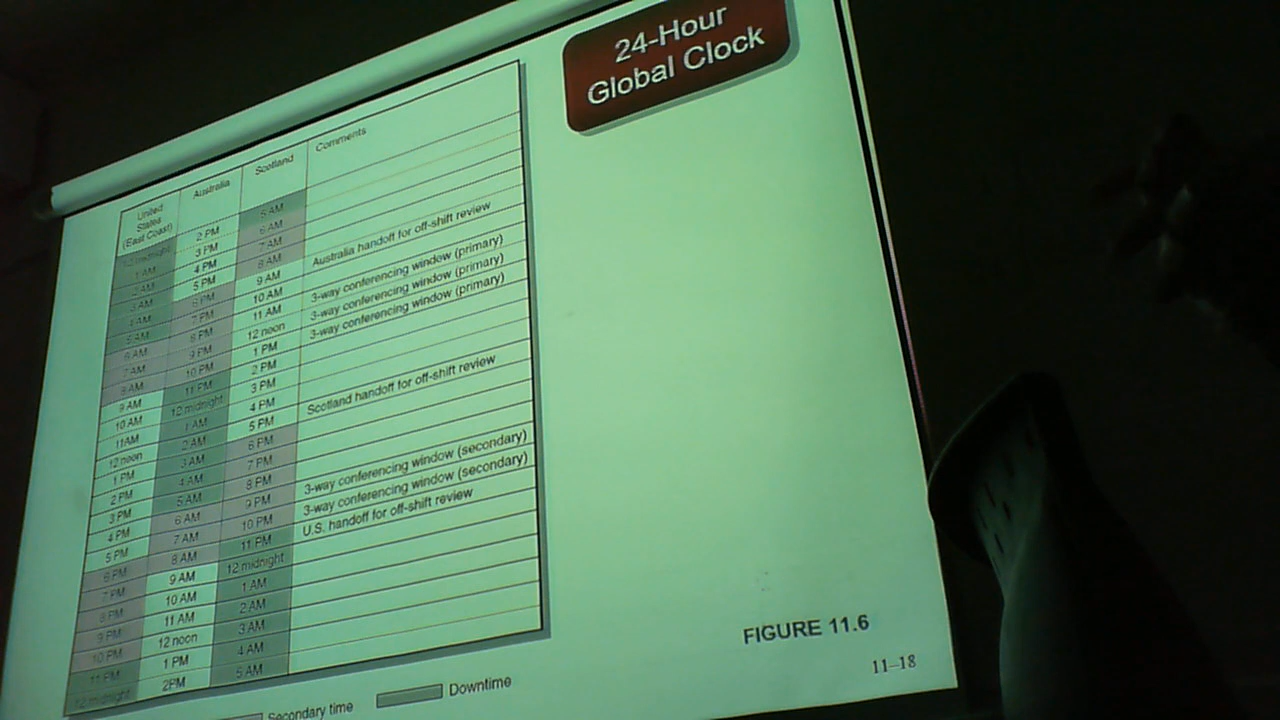 24-Hour
Global Clock
United States (East Coast) Australia Scotland Comments
12 midnight 2 PM 5 AM
1 AM 3 PM 6 AM
2 AM 4 PM 7 AM
3 AM 5 PM 8 AM
4 AM 6 PM 9 AM Australia handoff for off-shift review
5 AM 7 PM 10 AM
6 AM 8 PM 11 AM 3-way conferencing window (primary)
7 AM 9 PM 12 noon 3-way conferencing window (primary)
8 AM 10 PM 1 PM 3-way conferencing window (primary)
9 AM 11 PM 2 PM
10 AM 12 midnight 3 PM
11AM 1 AM 4 PM
12 noon 2 AM 5 PM Scotland handoff for off-shift review
1 PM 3 AM 6 PM
2 PM 4 AM 7 PM
3 PM 5 AM 8 PM
4 PM 6 AM 9 PM 3-way conferencing window (secondary)
5 PM 7 AM 10 PM 3-way conferencing window (secondary)
6 PM 8 AM 11 PM U.S. handoff for off-shift review
7 PM 9 AM 12 midnight
8 PM 10 AM 1 AM
9 PM 11 AM 2 AM
10 PM 12 noon 3 AM
11 PM 1 PM 4 AM
12 midnight 2PM 5 AM
Secondary time Downtime
FIGURE 11.6
11–18